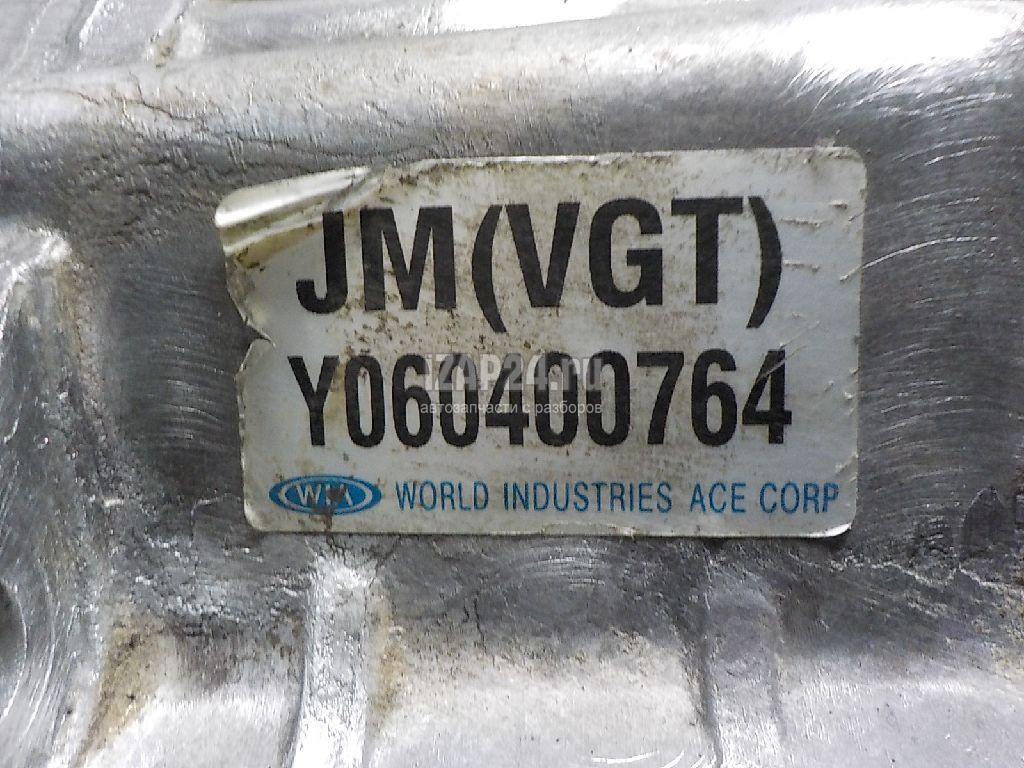 JM(VGT)
Y060400764
iZAP24.ru
автозапчасти с разборов
WIA WORLD INDUSTRIES ACE CORP